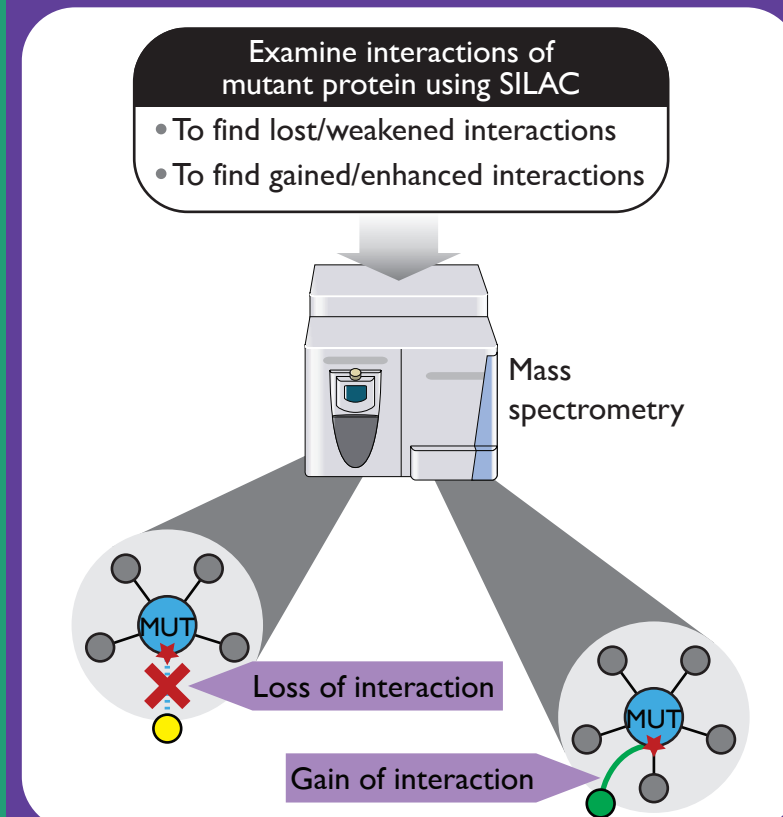 Examine interactions of
mutant protein using SILAC
• To find lost/weakened interactions
• To find gained/enhanced interactions
Mass
spectrometry
MUT
Loss of interaction
MUT
Gain of interaction